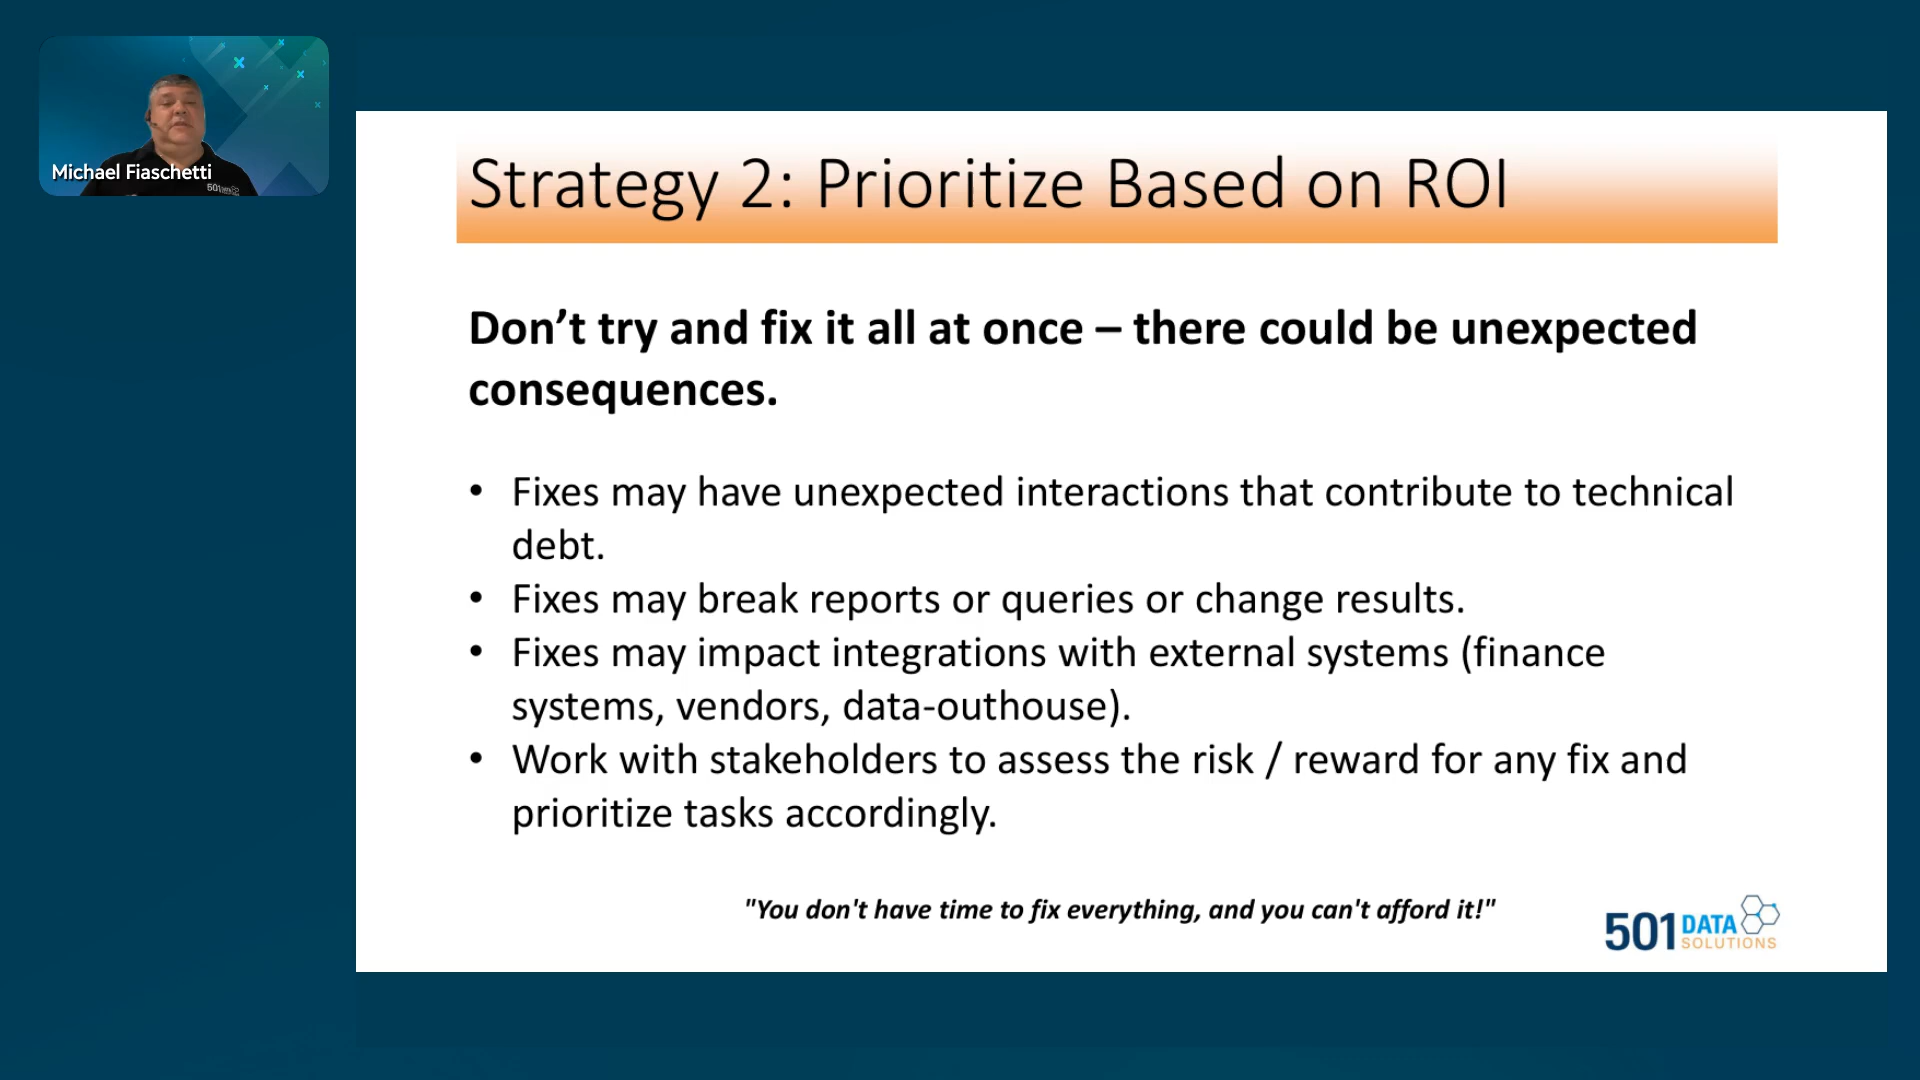 Michael Fiaschetti
501
Strategy 2: Prioritize Based on ROI
Don’t try and fix it all at once – there could be unexpected
consequences.
• Fixes may have unexpected interactions that contribute to technical
debt.
• Fixes may break reports or queries or change results.
• Fixes may impact integrations with external systems (finance
systems, vendors, data-outhouse).
• Work with stakeholders to assess the risk / reward for any fix and
prioritize tasks accordingly.
"You don't have time to fix everything, and you can't afford it!"
501 DATA
SOLUTIONS